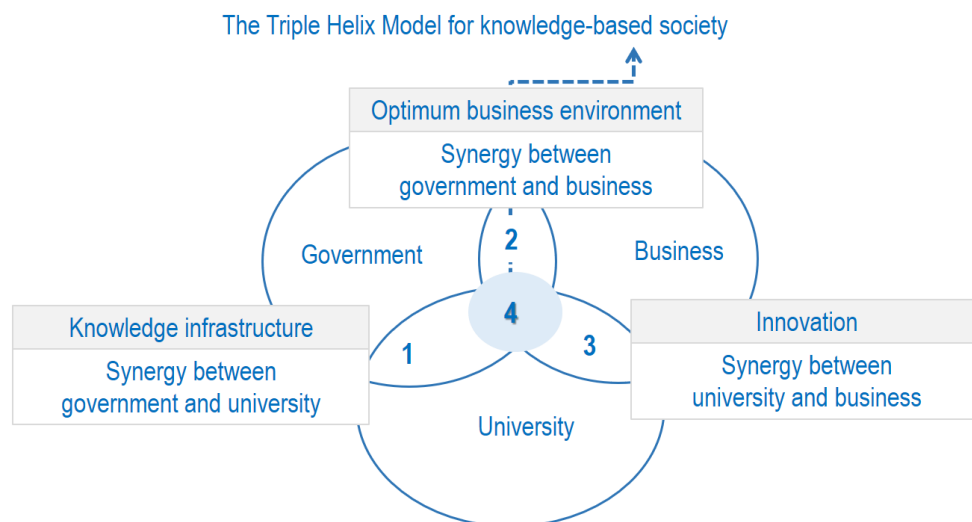 The Triple Helix Model for knowledge-based society
Optimum business environment
Synergy between
government and business
2
Government
Business
4
Knowledge infrastructure
Synergy between
government and university
1
3
Innovation
Synergy between
university and business
University